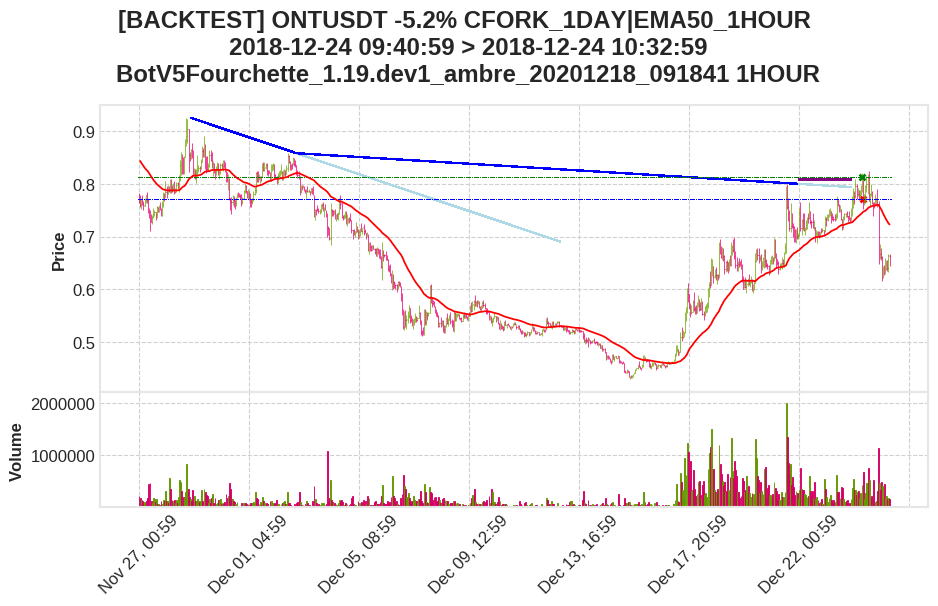 [BACKTEST] ONTUSDT -5.2% CFORK_1DAY|EMA50_1HOUR
2018-12-24 09:40:59 > 2018-12-24 10:32:59
BotV5Fourchette_1.19.dev1_ambre_20201218_091841 1HOUR
0.9
0.8
0.7
0.6
0.5
Price
2000000
1000000
Volume
Nov 27, 00:59
Dec 01, 04:59
Dec 05, 08:59
Dec 09, 12:59
Dec 13, 16:59
Dec 17, 20:59
Dec 22, 00:59